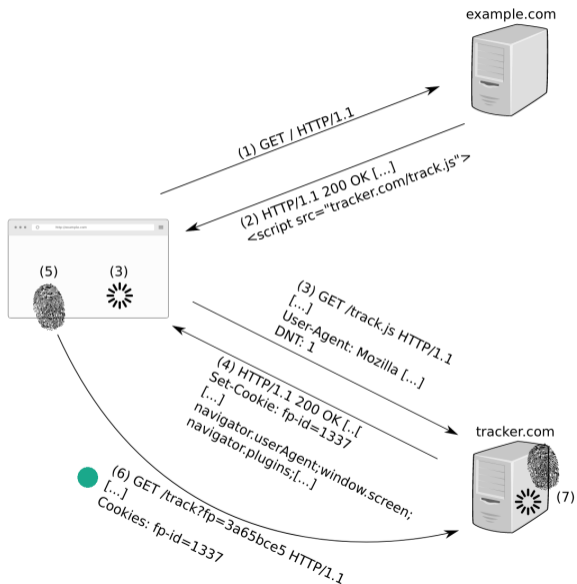 example.com
(1) GET / HTTP/1.1
(2) HTTP/1.1 200 OK [...]
<script src="tracker.com/track.js">
(5)
(3)
(3) GET /track.js HTTP/1.1
[...]
User-Agent: Mozilla [...]
DNT: 1
(4) HTTP/1.1 200 OK [..[
Set-Cookie: fp-id=1337
[...]
navigator.userAgent;window.screen;
navigator.plugins;[...]
tracker.com
(7)
(6) GET /track?fp=3a65bce5 HTTP/1.1
[...]
Cookies: fp-id=1337